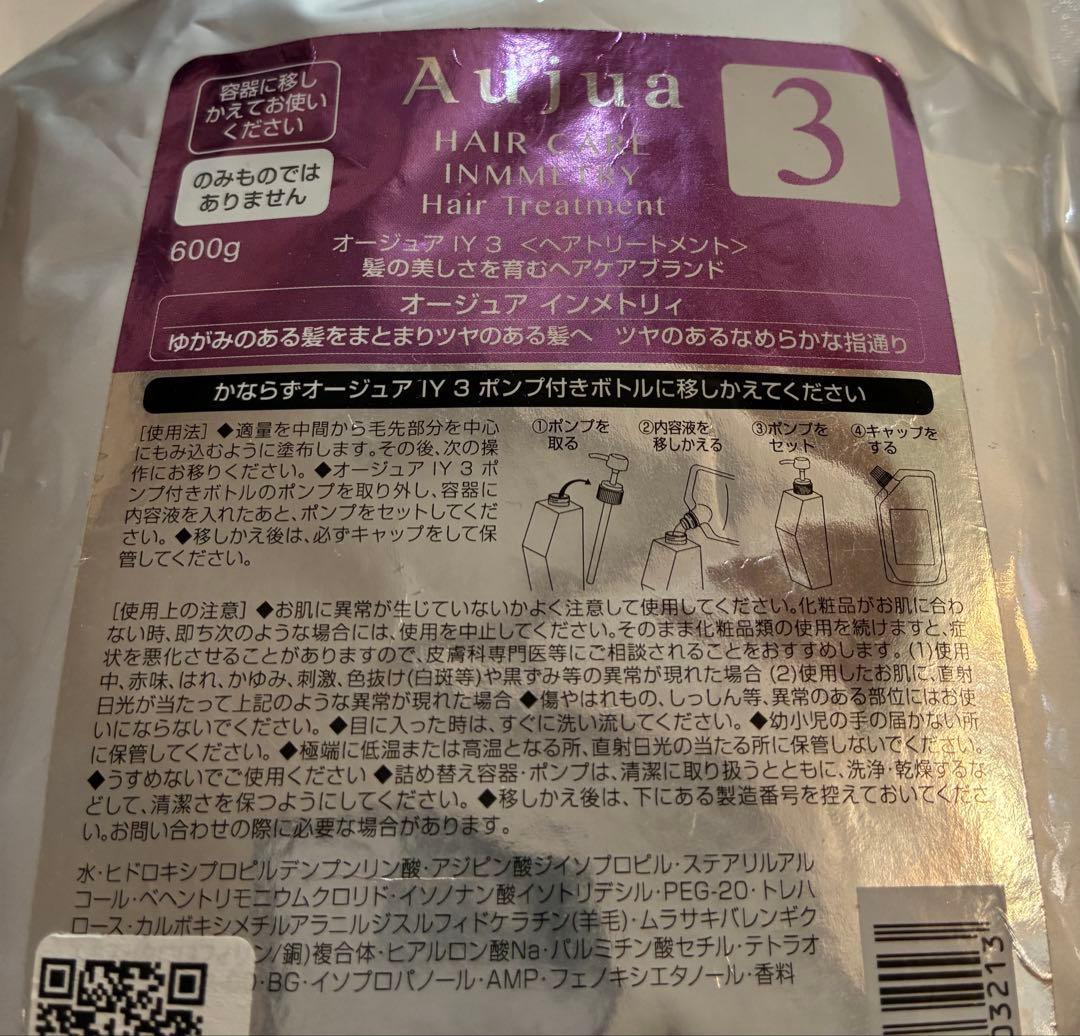 容器に移し
かえてお使い
ください
のみものでは
ありません
600g
Aujua
HAIR CARE
INMMETRY
Hair Treatment
3
オージュア IY 3 <ヘアトリートメント>
髪の美しさを育むヘアケアブランド
オージュア インメトリィ
ゆがみのある髪をまとまりツヤのある髪へ ツヤのあるなめらかな指通り
かならずオージュア IY 3 ポンプ付きボトルに移しかえてください
[使用法] ◆適量を中間から毛先部分を中心
にもみ込むように塗布します。その後、次の操
作にお移りください。◆オージュア IY 3 ポ
ンプ付きボトルのポンプを取り外し、容器に
内容液を入れたあと、ポンプをセットしてくだ
さい。◆移しかえ後は、必ずキャップをして保
管してください。
①ポンプを
取る
②内容液を
移しかえる
③ポンプを
セット
④キャップを
する
[使用上の注意] ◆お肌に異常が生じていないかよく注意して使用してください。化粧品がお肌に合わ
ない時、即ち次のような場合には、使用を中止してください。そのまま化粧品類の使用を続けますと、症
状を悪化させることがありますので、皮膚科専門医等にご相談されることをおすすめします。(1)使用
中、赤味、はれ、かゆみ、刺激、色抜け(白斑等)や黒ずみ等の異常が現れた場合 (2)使用したお肌に、直射
日光が当たって上記のような異常が現れた場合 ◆傷やはれもの、しっしん等、異常のある部位にはお使
いにならないでください。◆目に入った時は、すぐに洗い流してください。◆幼小児の手の届かない所
に保管してください。◆極端に低温または高温となる所、直射日光の当たる所に保管しないでください。
◆うすめないでご使用ください ◆詰め替え容器・ポンプは、清潔に取り扱うとともに、洗浄・乾燥するな
どして、清潔さを保つようにしてください。◆移しかえ後は、下にある製造番号を控えておいてくださ
い。お問い合わせの際に必要な場合があります。
水・ヒドロキシプロピルデンプンリン酸・アジピン酸ジイソプロピル・ステアリルアル
コール・ベヘントリモニウムクロリド・イソノナン酸イソトリデシル・PEG-20・トレハ
ロース・カルボキシメチルアラニルジスルフィドケラチン(羊毛)・ムラサキバレンギク
ン/銅)複合体・ヒアルロン酸Na・パルミチン酸セチル・テトラオ
・BG・イソプロパノール・AMP・フェノキシエタノール・香料
3213